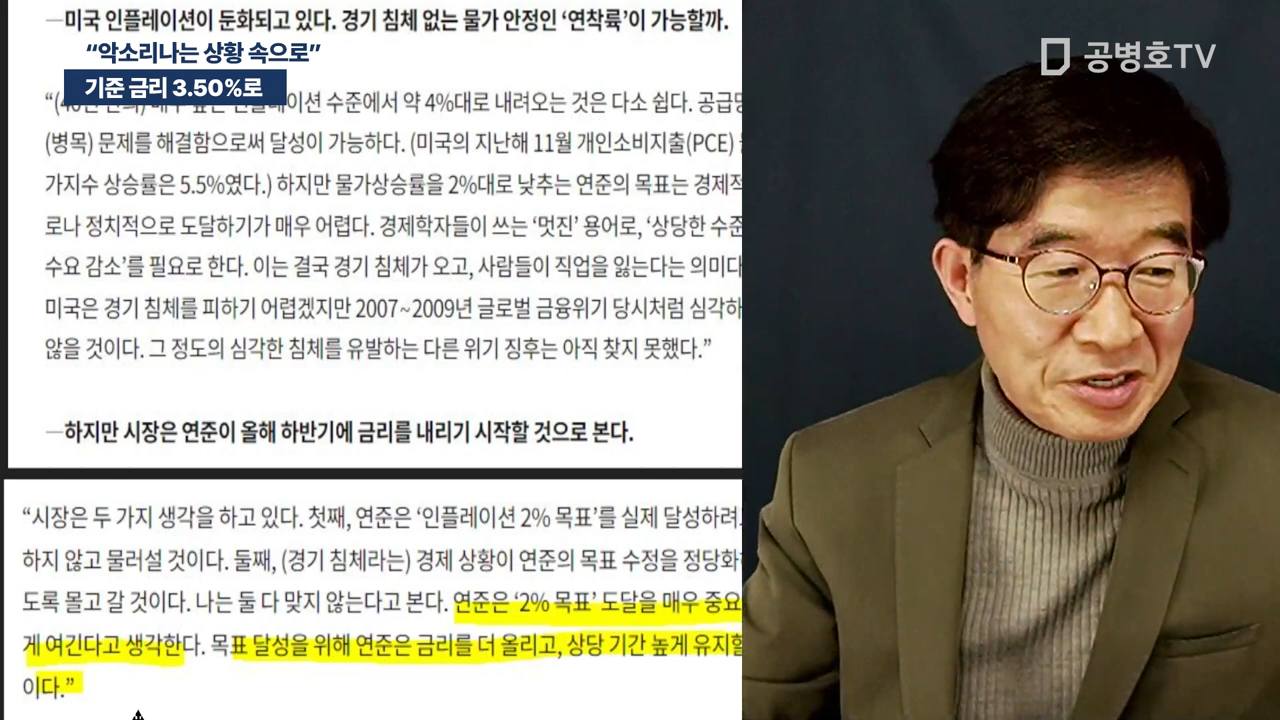 ―미국 인플레이션이 둔화되고 있다. 경기 침체 없는 물가 안정인 ‘연착륙’이 가능할까.
“악소리나는 상황 속으로”
기준 금리 3.50%로
공병호TV
수준에서 약 4%대로 내려오는 것은 다소 쉽다.
(병목) 문제를 해결함으로써 달성이 가능하다. (미국의 지난해 11월 개인소비지출(PCE)
가지수 상승률은 5.5%였다.) 하지만 물가상승률을 2%대로 낮추는 연준의 목표는 경제적
로나 정치적으로 도달하기가 매우 어렵다. 경제학자들이 쓰는 ‘멋진’ 용어로, ‘상당한 수준
수요 감소’를 필요로 한다. 이는 결국 경기 침체가 오고, 사람들이 직업을 잃는다는 의미다
미국은 경기 침체를 피하기 어렵겠지만 2007~2009년 글로벌 금융위기 당시처럼 심각하
않을 것이다. 그 정도의 심각한 침체를 유발하는 다른 위기 징후는 아직 찾지 못했다.”
―하지만 시장은 연준이 올해 하반기에 금리를 내리기 시작할 것으로 본다.
“시장은 두 가지 생각을 하고 있다. 첫째, 연준은 ‘인플레이션 2% 목표’를 실제 달성하려
하지 않고 물러설 것이다. 둘째, (경기 침체라는) 경제 상황이 연준의 목표 수정을 정당화
도록 몰고 갈 것이다. 나는 둘 다 맞지 않는다고 본다. 연준은 ‘2% 목표’ 도달을 매우 중요
게 여긴다고 생각한다. 목표 달성을 위해 연준은 금리를 더 올리고, 상당 기간 높게 유지할
이다.”